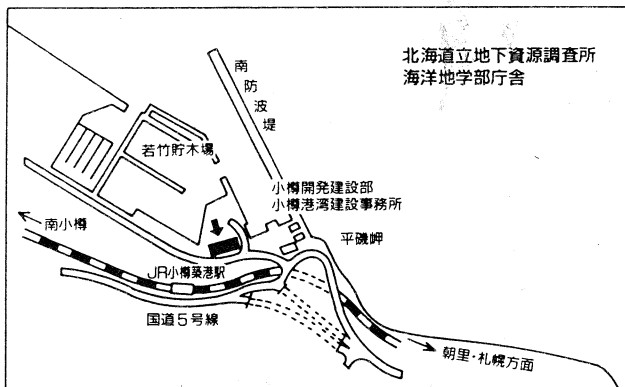 北海道立地下資源調査所
海洋地学部庁舎
南防波堤
若竹貯木場
小樽開発建設部
小樽港湾建設事務所
南小樽
平磯岬
JR小樽築港駅
国道5号線
朝里・札幌方面